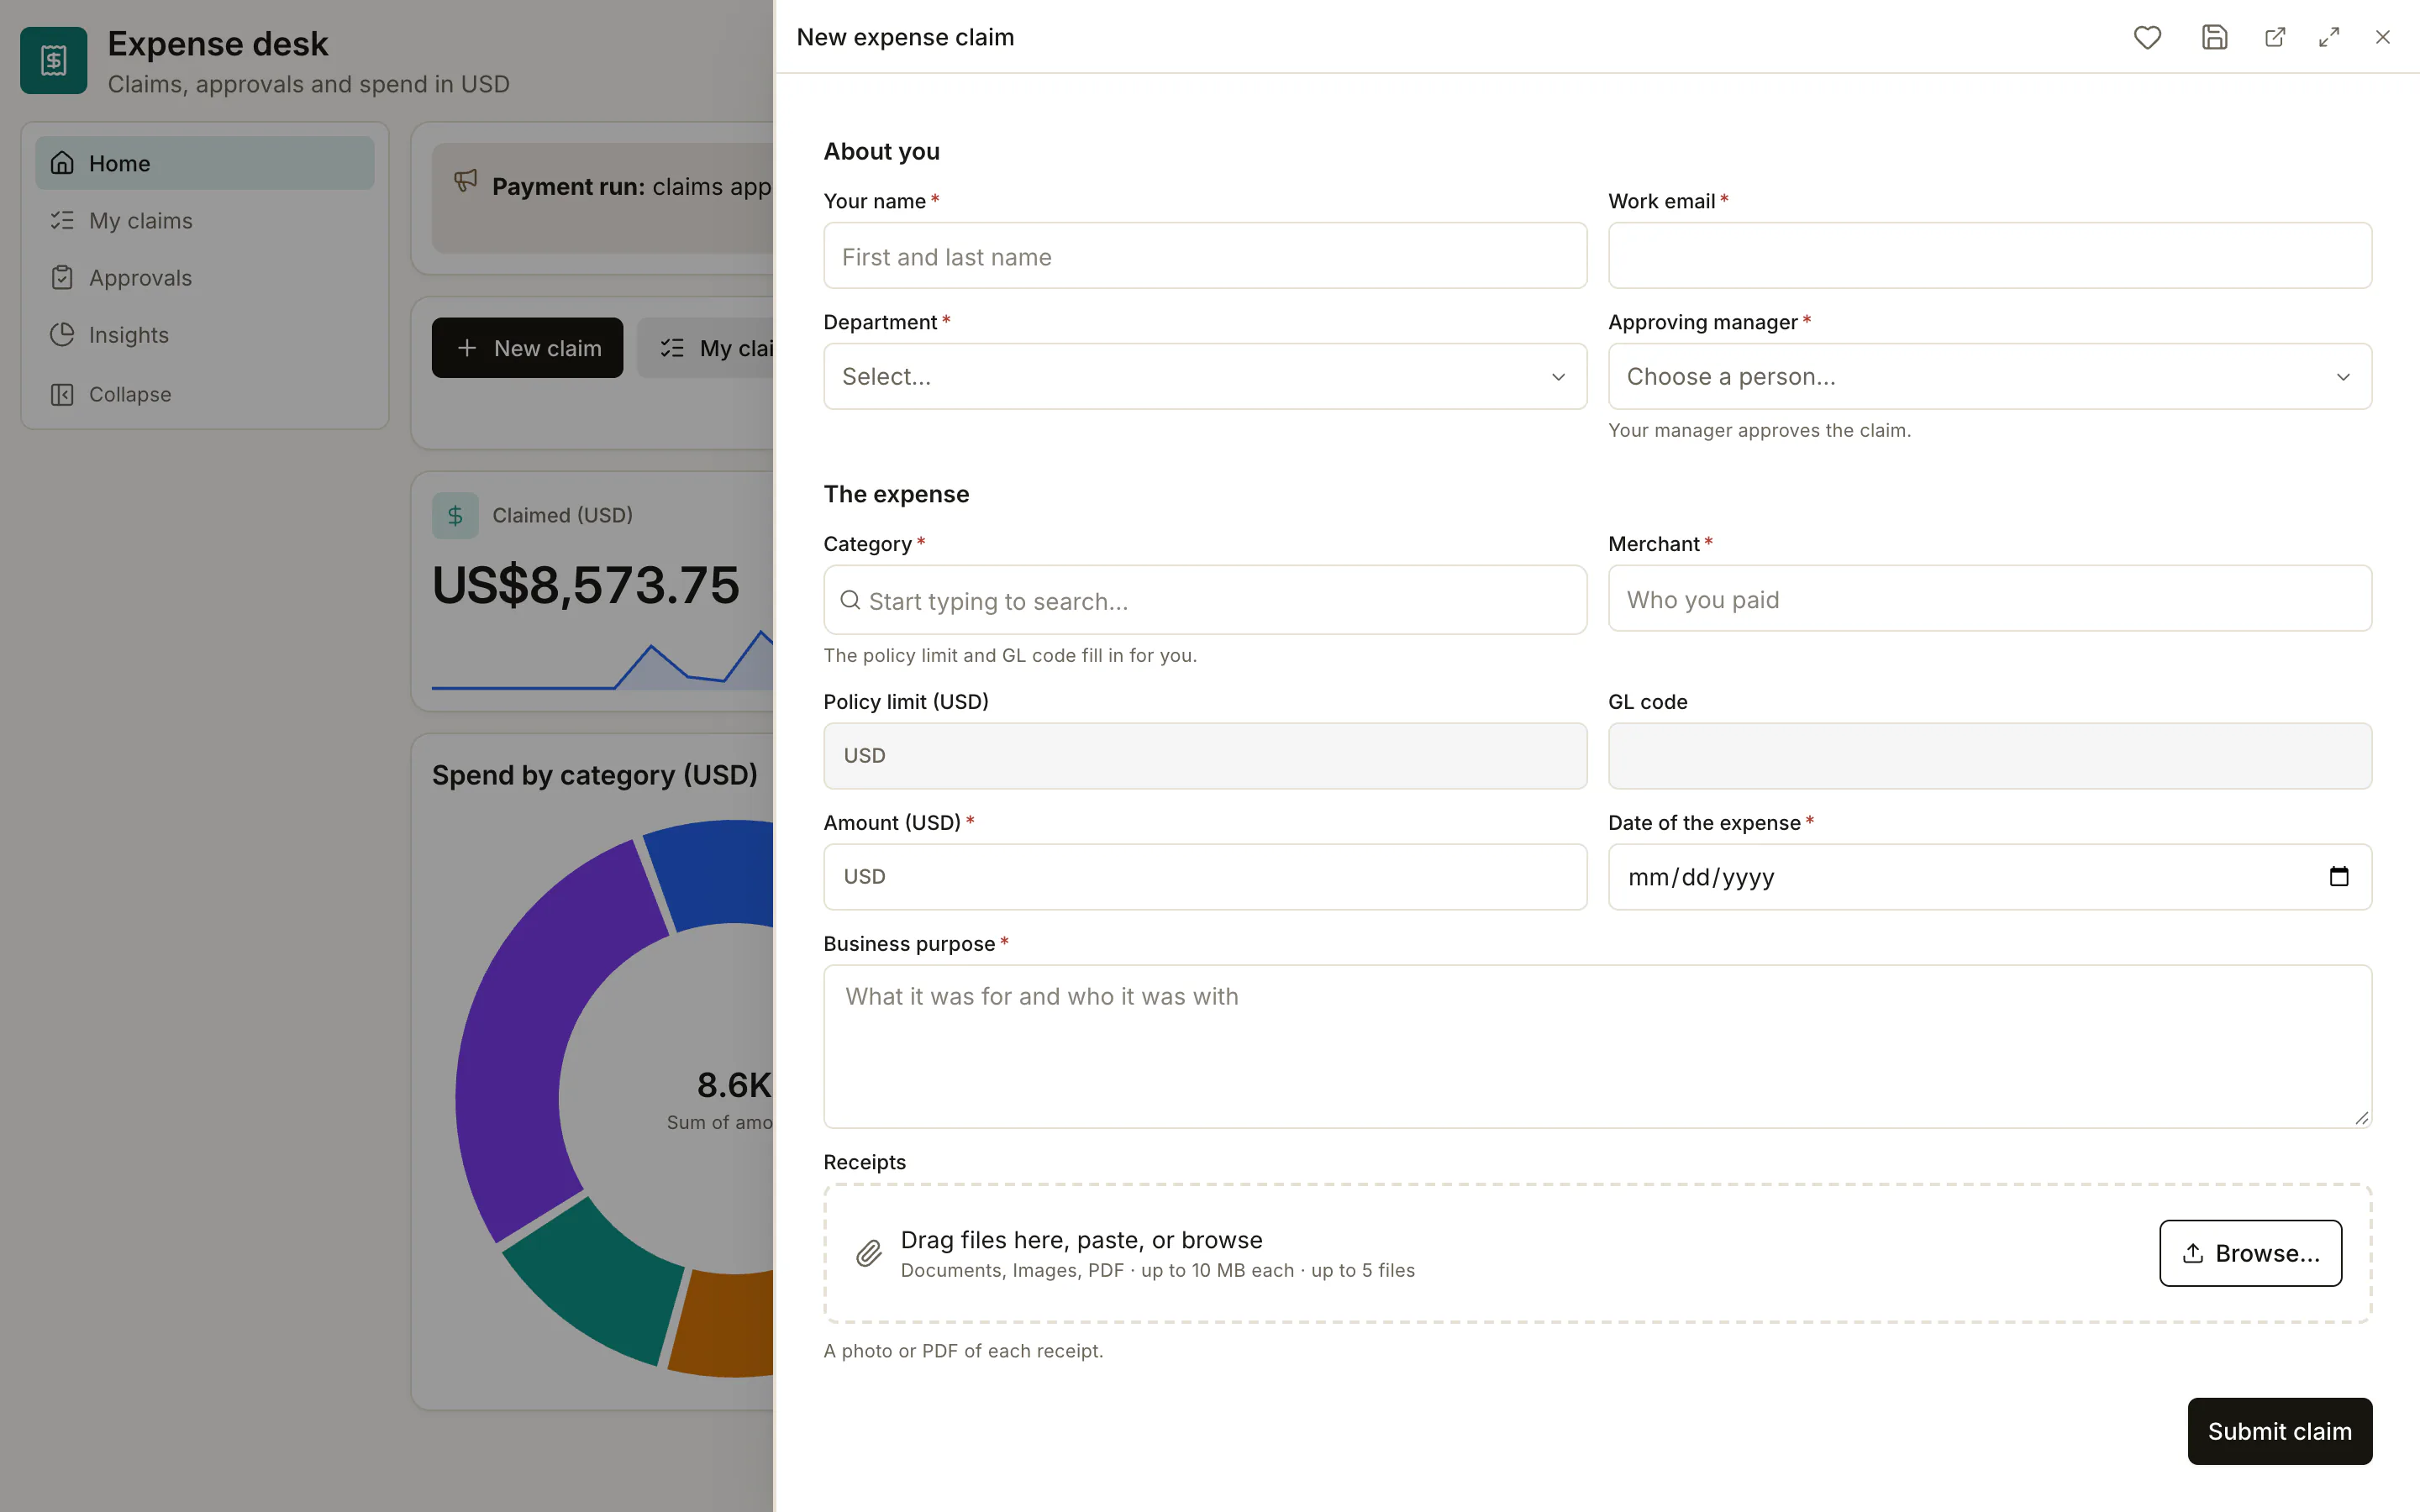 Expense desk
Claims, approvals and spend in USD
Home
My claims
Approvals
Insights
Collapse
Payment run: claims app
New claim
My clai
Claimed (USD)
US$8,573.75
Spend by category (USD)
8.6K
Sum of amo
New expense claim
About you
Your name *
First and last name
Work email *
Department *
Select...
Approving manager *
Choose a person...
Your manager approves the claim.
The expense
Category *
Start typing to search...
The policy limit and GL code fill in for you.
Merchant *
Who you paid
Policy limit (USD)
USD
GL code
Amount (USD) *
USD
Date of the expense *
mm/dd/yyyy
Business purpose *
What it was for and who it was with
Receipts
Drag files here, paste, or browse
Documents, Images, PDF · up to 10 MB each · up to 5 files
Browse...
A photo or PDF of each receipt.
Submit claim